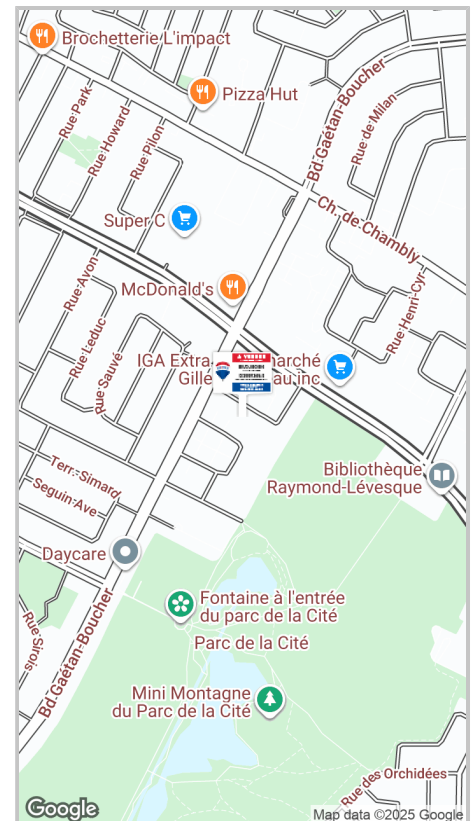 Brochetterie L'impact
Pizza Hut
Rue Park
Rue Howard
Rue Pilon
Bd Gaétan-Boucher
Rue de Milan
Super C
Ch. de Chambly
McDonald's
Rue Avon
Rue Leduc
Rue Sauvé
Rue Henri-Cyr
IGA Extra
marché
Gille
au inc
À VENDRE
Bibliothèque
Raymond-Lévesque
Terr. Simard
Seguin Ave
Daycare
Fontaine à l'entrée
du parc de la Cité
Parc de la Cité
Rue Sirois
Bd Gaétan-Boucher
Mini Montagne
du Parc de la Cité
Rue des Orchidées
Google
Map data ©2025 Google